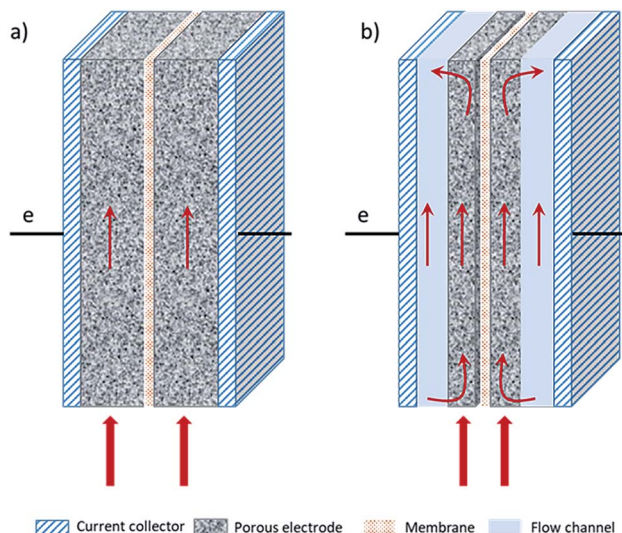 a)
b)
e
e
Current collector
Porous electrode
Membrane
Flow channel